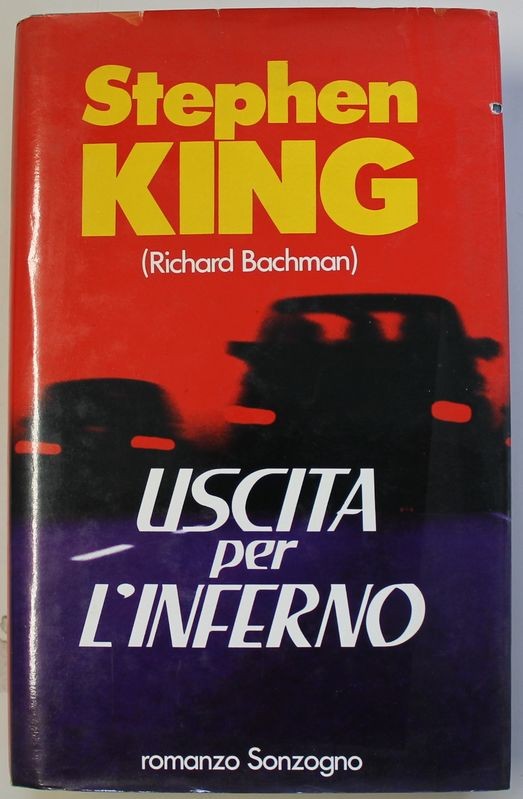 Stephen
KING
(Richard Bachman)
USCITA
per
L'INFERNO
romanzo Sonzogno